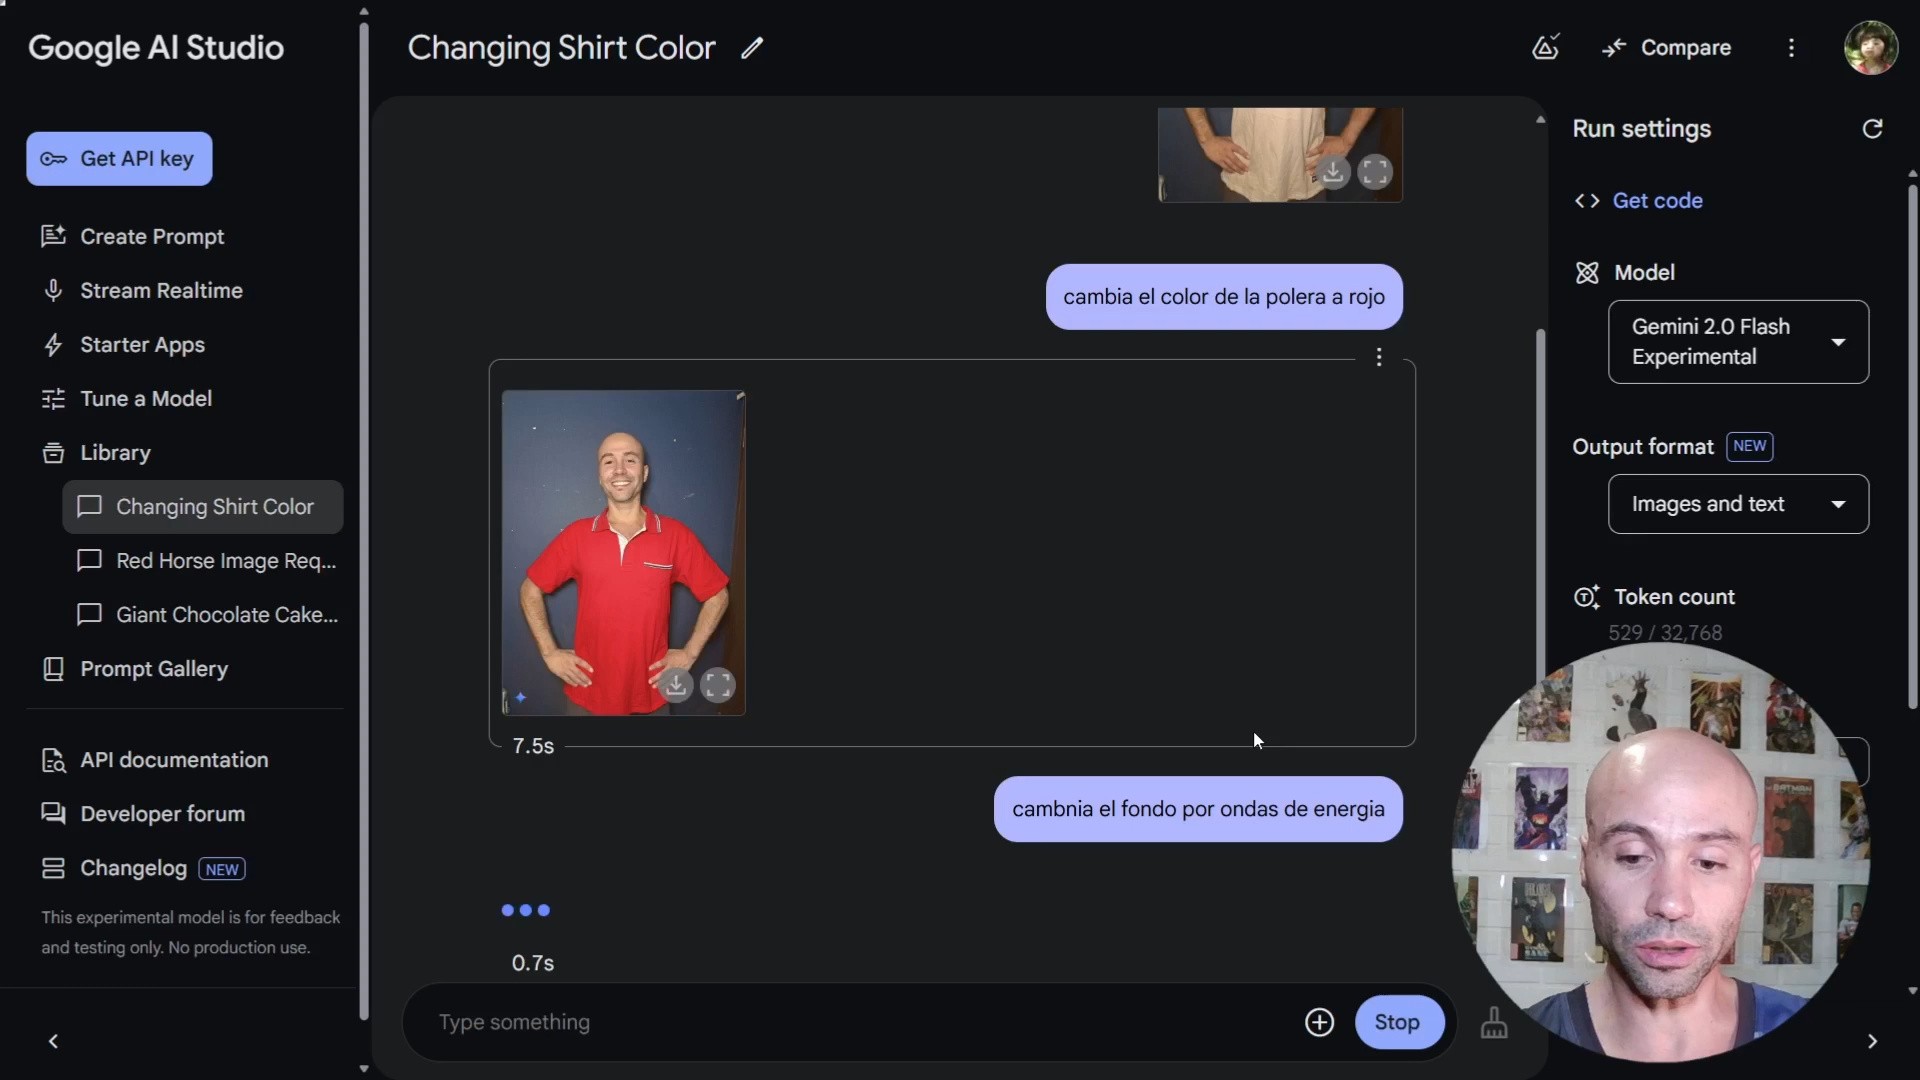 Google AI Studio
Changing Shirt Color
Compare
Get API key
Create Prompt
Stream Realtime
Starter Apps
Tune a Model
Library
Changing Shirt Color
Red Horse Image Req...
Giant Chocolate Cake...
Prompt Gallery
API documentation
Developer forum
Changelog NEW
This experimental model is for feedback
and testing only. No production use.
cambia el color de la polera a rojo
7.5s
cambnia el fondo por ondas de energia
0.7s
Type something
Stop
Run settings
Get code
Model
Gemini 2.0 Flash
Experimental
Output format NEW
Images and text
Token count
529 / 32,768